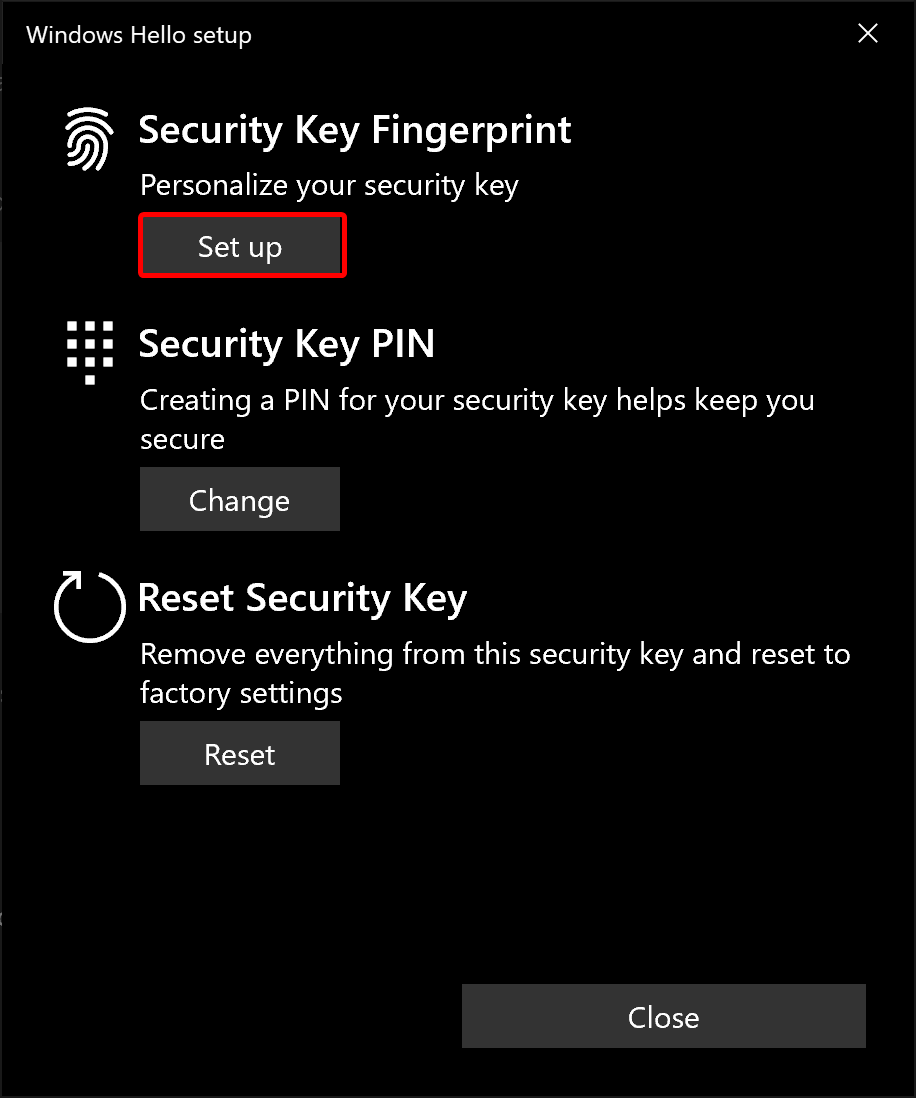 Windows Hello setup
Security Key Fingerprint
Personalize your security key
Set up
Security Key PIN
Creating a PIN for your security key helps keep you
secure
Change
Reset Security Key
Remove everything from this security key and reset to
factory settings
Reset
Close